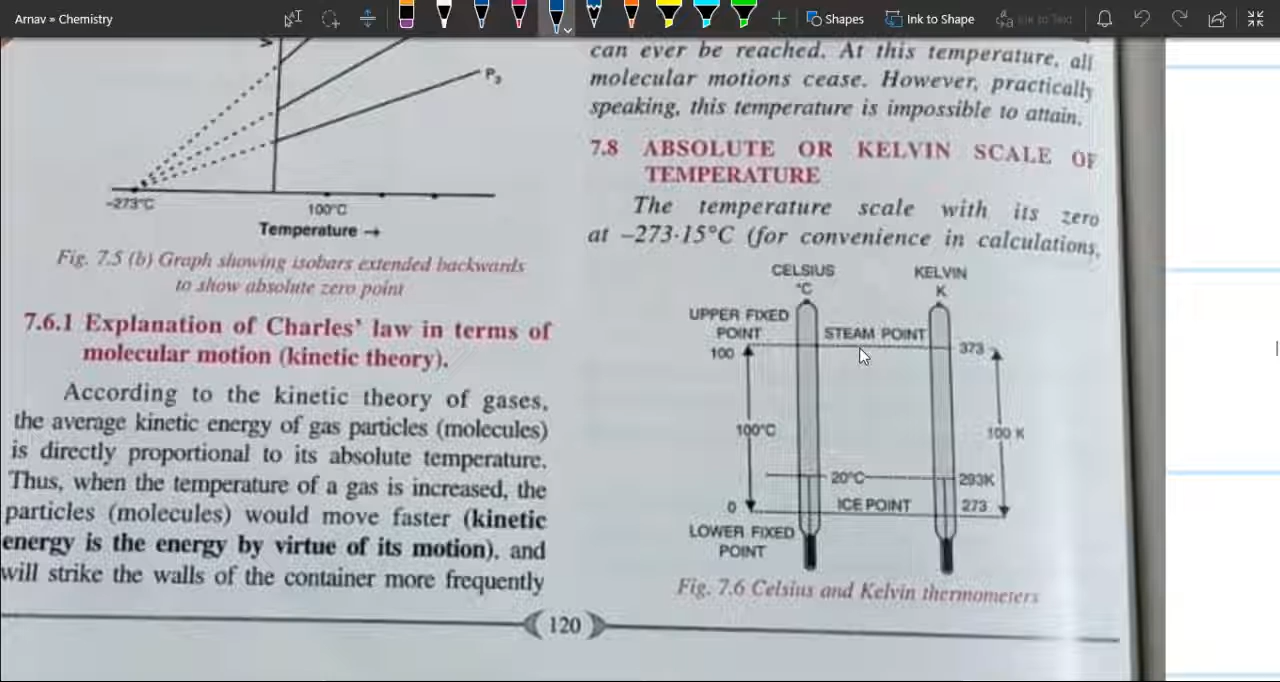 Arnav » Chemistry
Shapes
Ink to Shape
Ink to Text
V
P₃
-273°C
100°C
Temperature →
Fig. 7.5 (b) Graph showing isobars extended backwards
to show absolute zero point
7.6.1 Explanation of Charles' law in terms of
molecular motion (kinetic theory).
According to the kinetic theory of gases,
the average kinetic energy of gas particles (molecules)
is directly proportional to its absolute temperature.
Thus, when the temperature of a gas is increased, the
particles (molecules) would move faster (kinetic
energy is the energy by virtue of its motion), and
will strike the walls of the container more frequently
can ever be reached. At this temperature, all
molecular motions cease. However, practically
speaking, this temperature is impossible to attain.
7.8 ABSOLUTE OR KELVIN SCALE OF
TEMPERATURE
The temperature scale with its zero
at –273·15°C (for convenience in calculations,
CELSIUS KELVIN
°C K
UPPER FIXED
POINT STEAM POINT
100 373
100°C 100 K
20°C 293K
0 ICE POINT 273
LOWER FIXED
POINT
Fig. 7.6 Celsius and Kelvin thermometers
120